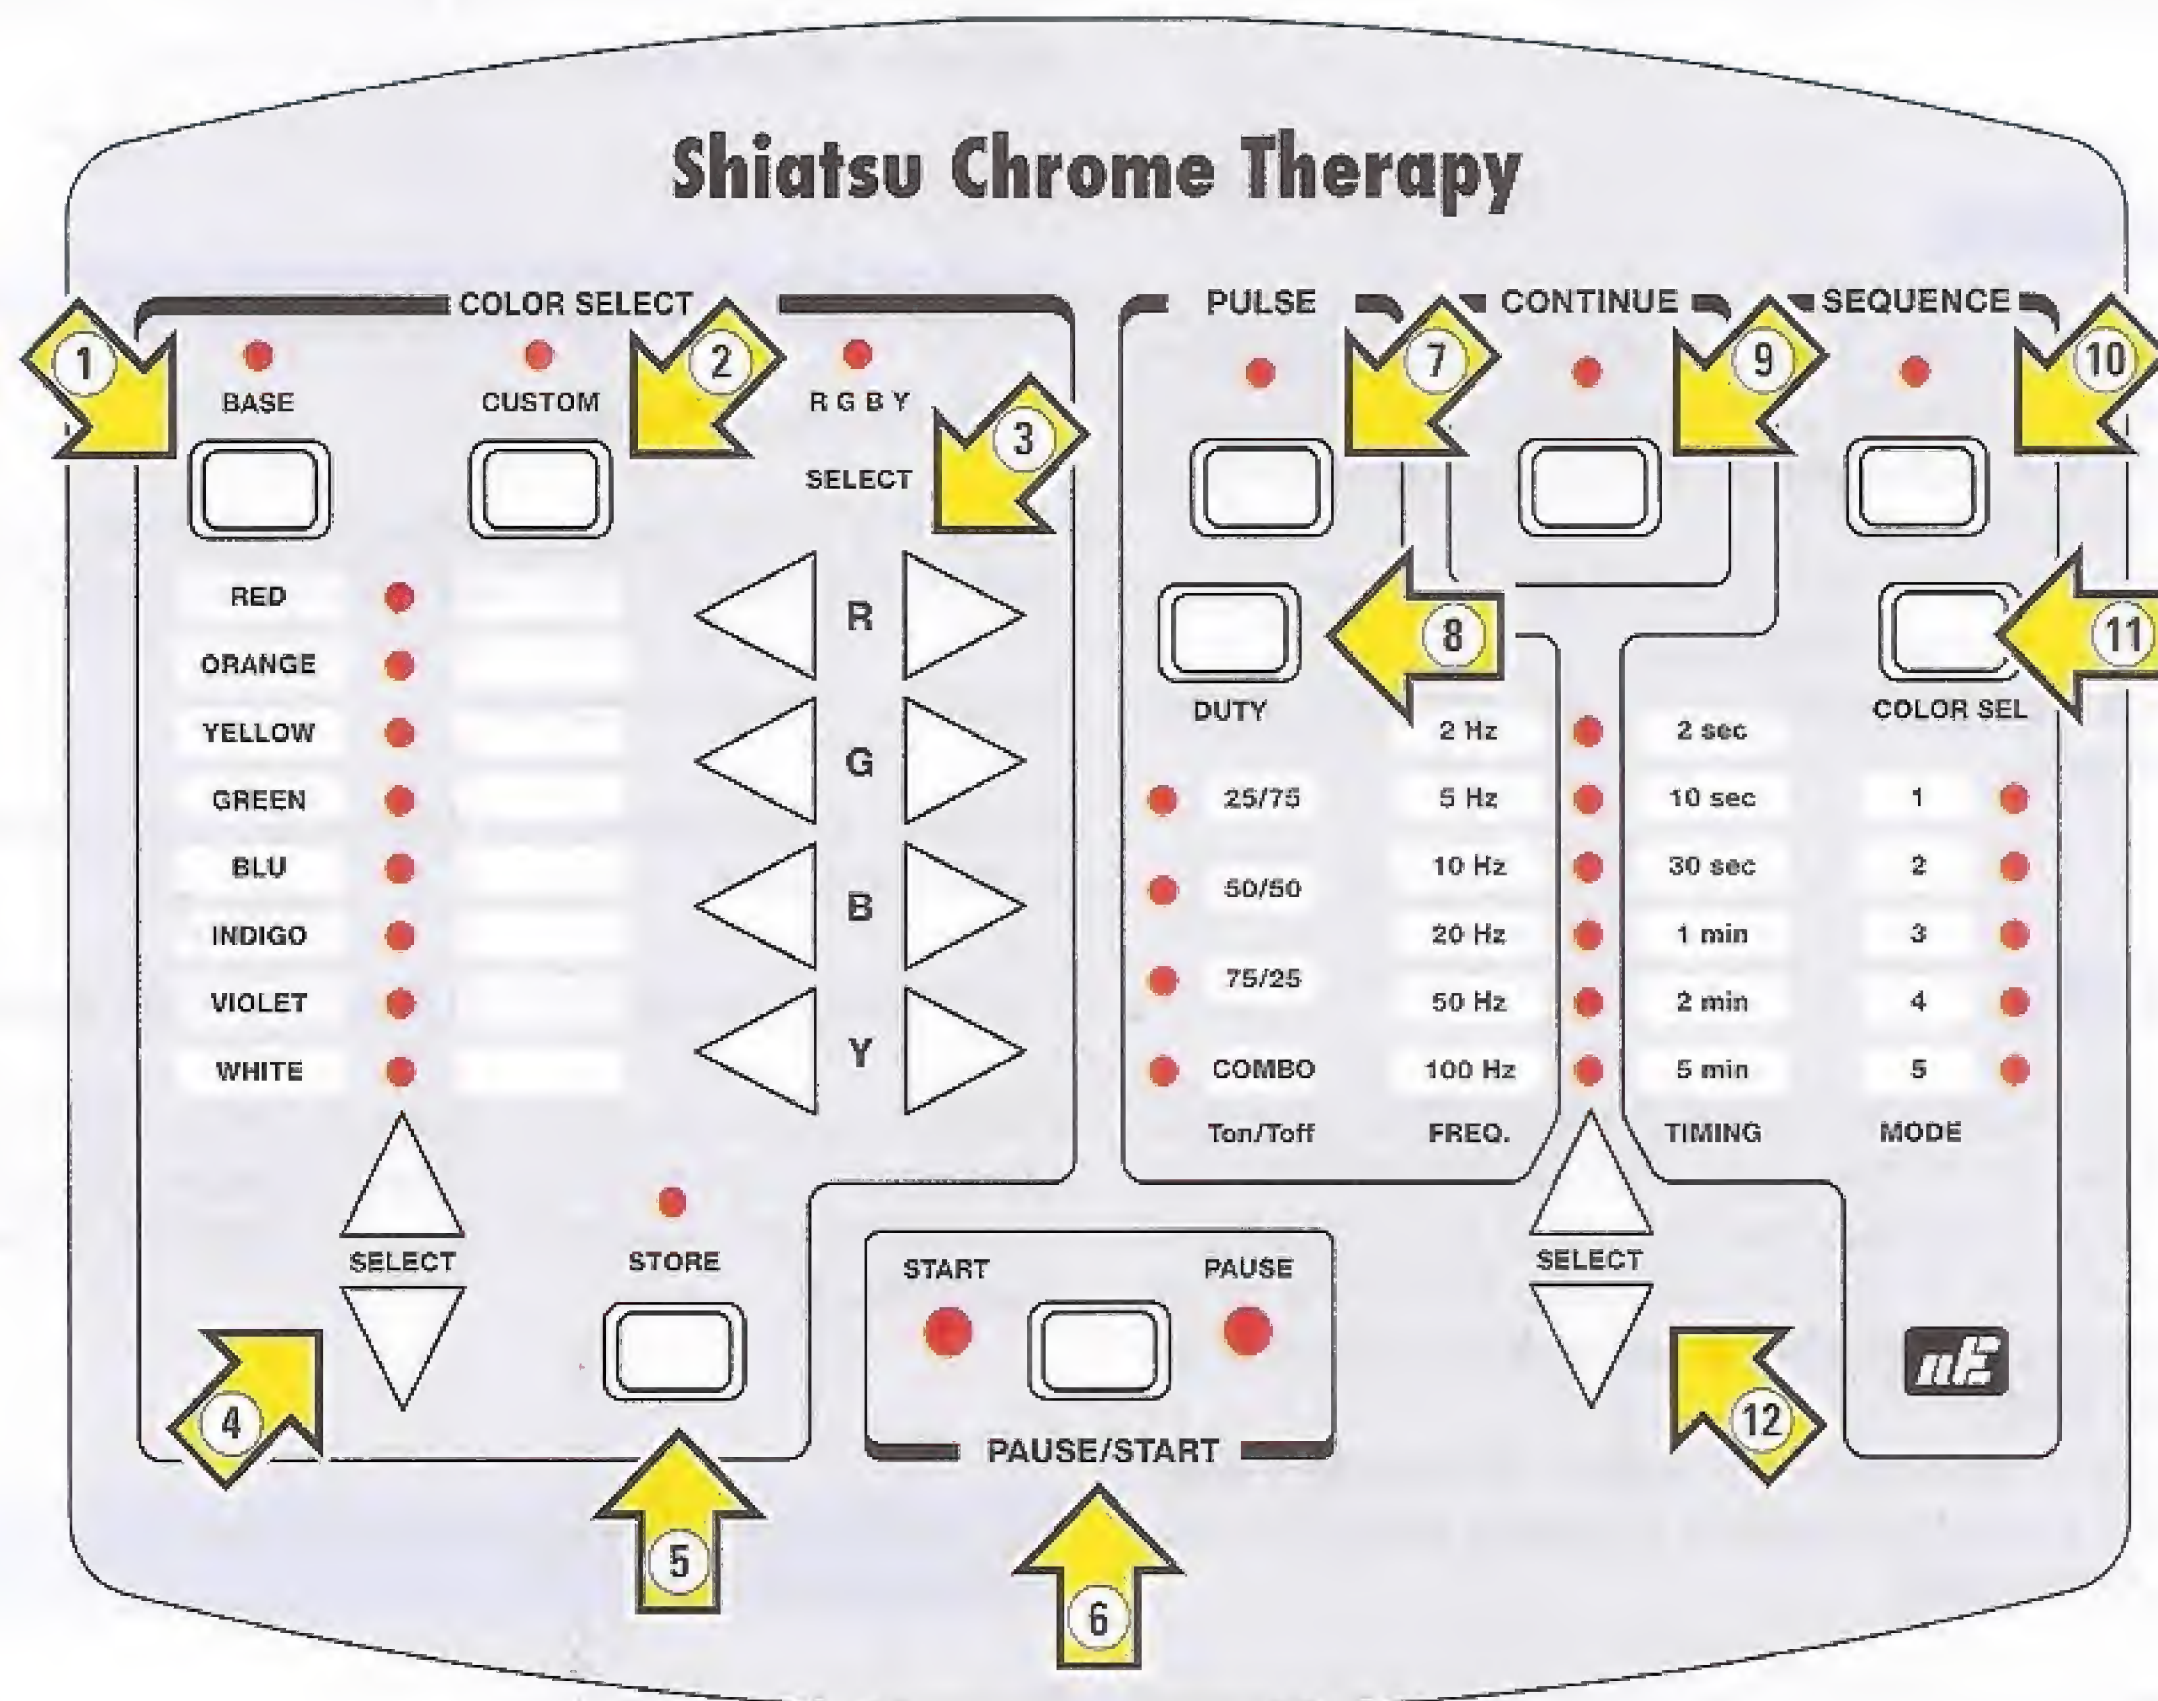 Shiatsu Chrome Therapy
COLOR SELECT
1
BASE
CUSTOM
2
R G B Y
SELECT
3
RED
ORANGE
YELLOW
GREEN
BLU
INDIGO
VIOLET
WHITE
R
G
B
Y
SELECT
4
STORE
5
START
PAUSE
PAUSE/START
6
PULSE
7
CONTINUE
9
SEQUENCE
10
8
DUTY
11
COLOR SEL
2 Hz 2 sec
25/75 5 Hz 10 sec 1
50/50 10 Hz 30 sec 2
20 Hz 1 min 3
75/25 50 Hz 2 min 4
COMBO 100 Hz 5 min 5
Ton/Toff FREQ. TIMING MODE
SELECT
12